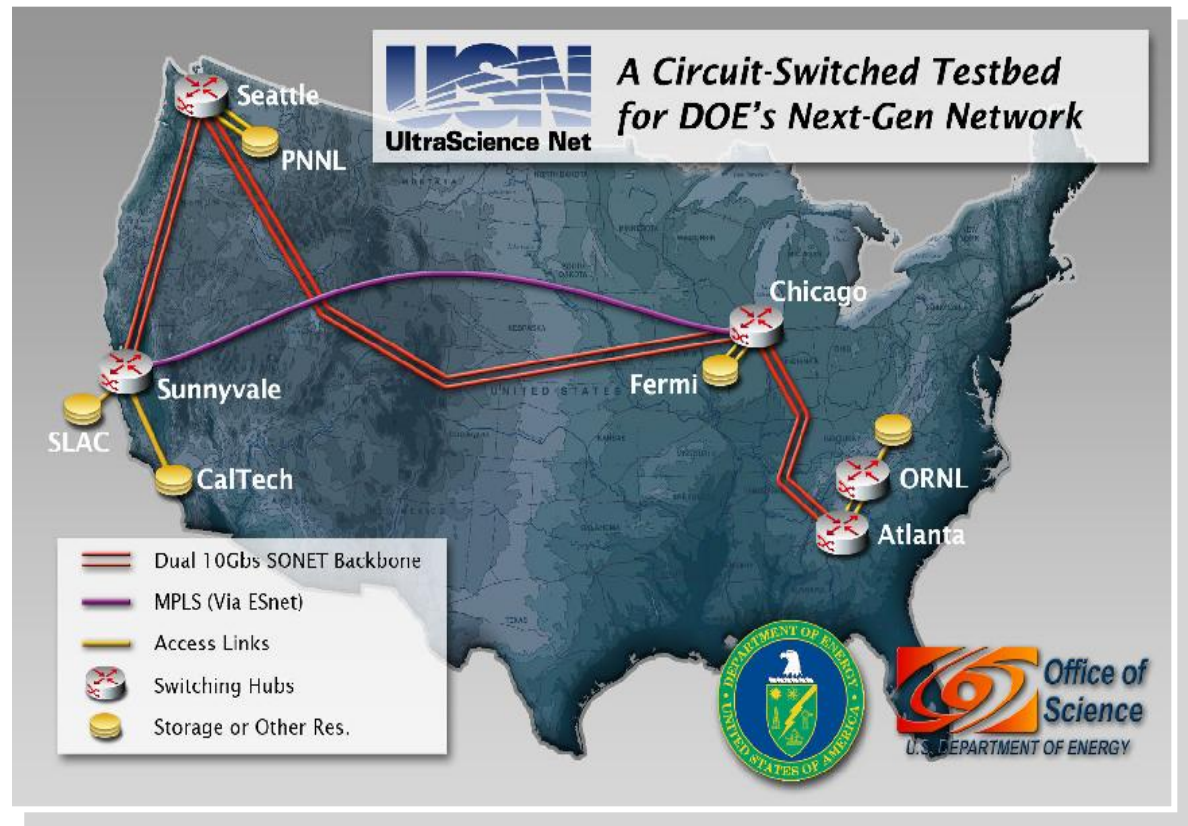 USN
UltraScience Net
A Circuit-Switched Testbed
for DOE's Next-Gen Network
Seattle
PNNL
Chicago
Sunnyvale
Fermi
UNITED STATES
SLAC
CalTech
ORNL
Atlanta
Dual 10Gbs SONET Backbone
MPLS (Via ESnet)
Access Links
Switching Hubs
Storage or Other Res.
DEPARTMENT OF ENERGY
UNITED STATES OF AMERICA
Office of
Science
U.S. DEPARTMENT OF ENERGY